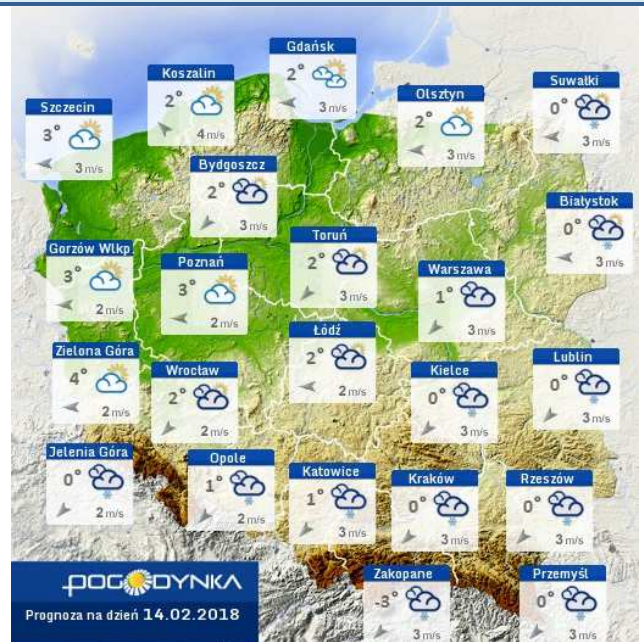 Gdańsk
2°
3 m/s
Koszalin
2°
4 m/s
Szczecin
3°
3 m/s
Olsztyn
2°
3 m/s
Suwałki
0°
3 m/s
Bydgoszcz
2°
3 m/s
Białystok
0°
3 m/s
Toruń
2°
3 m/s
Gorzów Wlkp
3°
2 m/s
Poznań
3°
2 m/s
Warszawa
1°
3 m/s
Łódź
2°
2 m/s
Zielona Góra
4°
2 m/s
Wrocław
2°
2 m/s
Kielce
0°
3 m/s
Lublin
0°
3 m/s
Jelenia Góra
0°
2 m/s
Opole
1°
2 m/s
Katowice
1°
3 m/s
Kraków
0°
3 m/s
Rzeszów
0°
3 m/s
Zakopane
-3°
3 m/s
Przemyśl
0°
3 m/s
POGODYNKA
Prognoza na dzień 14.02.2018